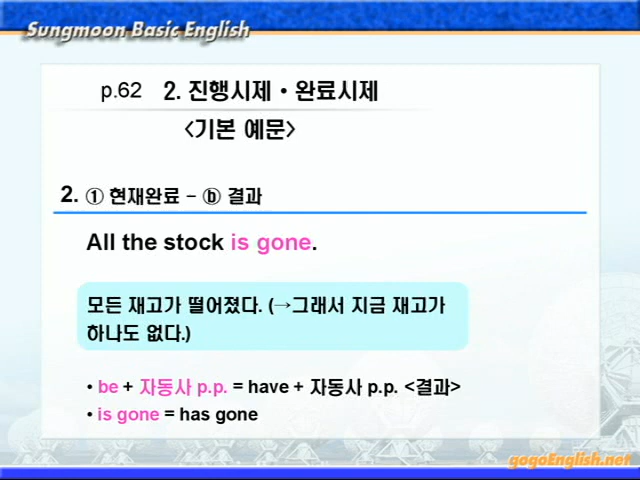 Sungmoon Basic English
p.62 2. 진행시제 • 완료시제
<기본 예문>
2. ① 현재완료 - ⓑ 결과
All the stock is gone.
모든 재고가 떨어졌다. (→그래서 지금 재고가
하나도 없다.)
• be + 자동사 p.p. = have + 자동사 p.p. <결과>
• is gone = has gone
gogoEnglish.net